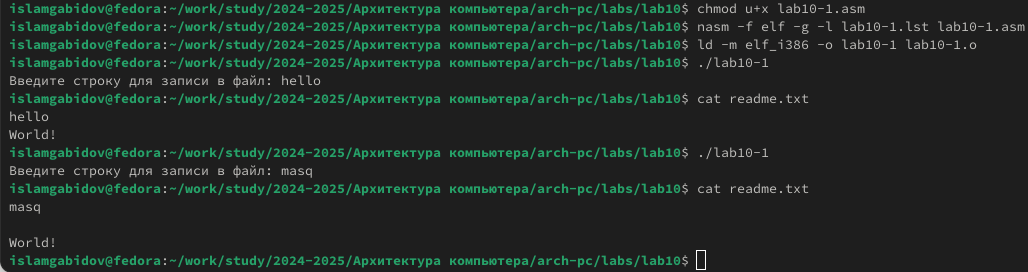 islamgabidov@fedora:~/work/study/2024-2025/Архитектура компьютера/arch-pc/labs/lab10$ chmod u+x lab10-1.asm
islamgabidov@fedora:~/work/study/2024-2025/Архитектура компьютера/arch-pc/labs/lab10$ nasm -f elf -g -l lab10-1.lst lab10-1.asm
islamgabidov@fedora:~/work/study/2024-2025/Архитектура компьютера/arch-pc/labs/lab10$ ld -m elf_i386 -o lab10-1 lab10-1.o
islamgabidov@fedora:~/work/study/2024-2025/Архитектура компьютера/arch-pc/labs/lab10$ ./lab10-1
Введите строку для записи в файл: hello
islamgabidov@fedora:~/work/study/2024-2025/Архитектура компьютера/arch-pc/labs/lab10$ cat readme.txt
hello
World!
islamgabidov@fedora:~/work/study/2024-2025/Архитектура компьютера/arch-pc/labs/lab10$ ./lab10-1
Введите строку для записи в файл: masq
islamgabidov@fedora:~/work/study/2024-2025/Архитектура компьютера/arch-pc/labs/lab10$ cat readme.txt
masq

World!
islamgabidov@fedora:~/work/study/2024-2025/Архитектура компьютера/arch-pc/labs/lab10$